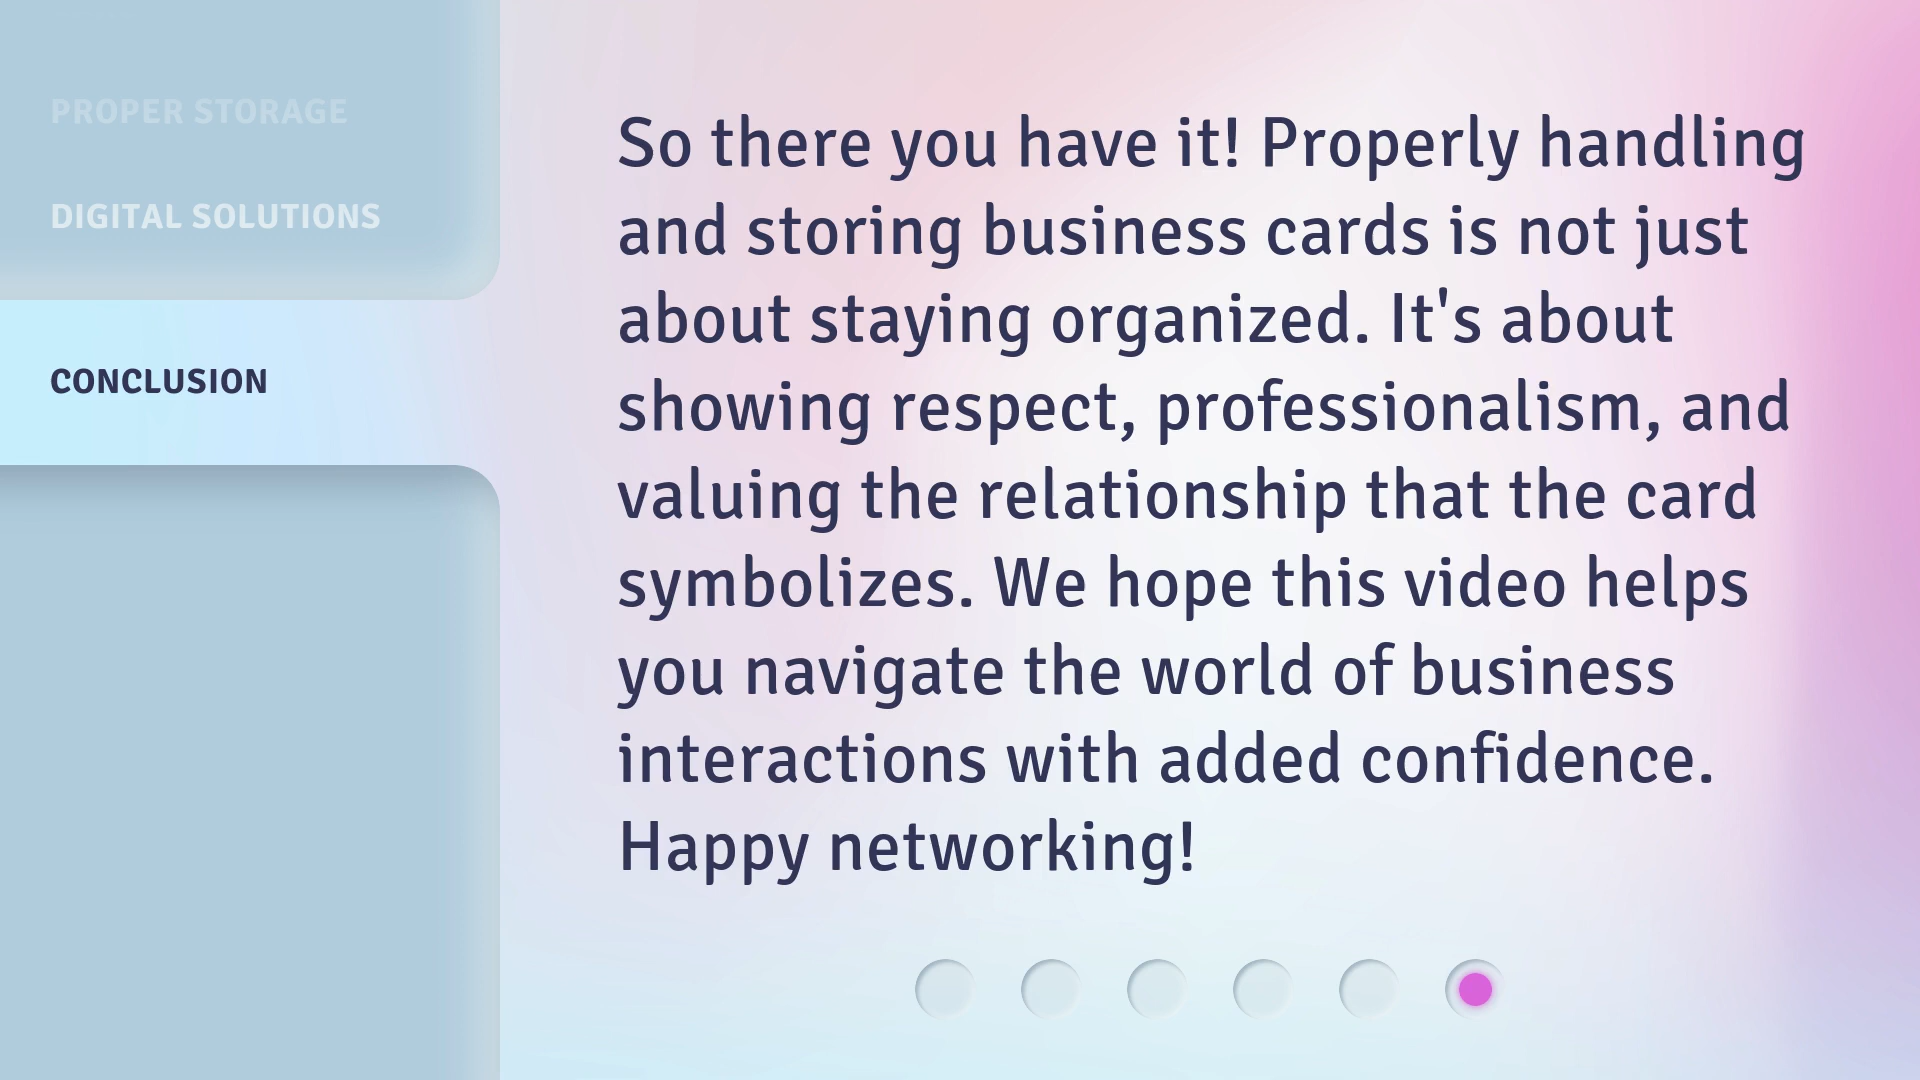 PROPER STORAGE
DIGITAL SOLUTIONS
CONCLUSION
So there you have it! Properly handling
and storing business cards is not just
about staying organized. It's about
showing respect, professionalism, and
valuing the relationship that the card
symbolizes. We hope this video helps
you navigate the world of business
interactions with added confidence.
Happy networking!